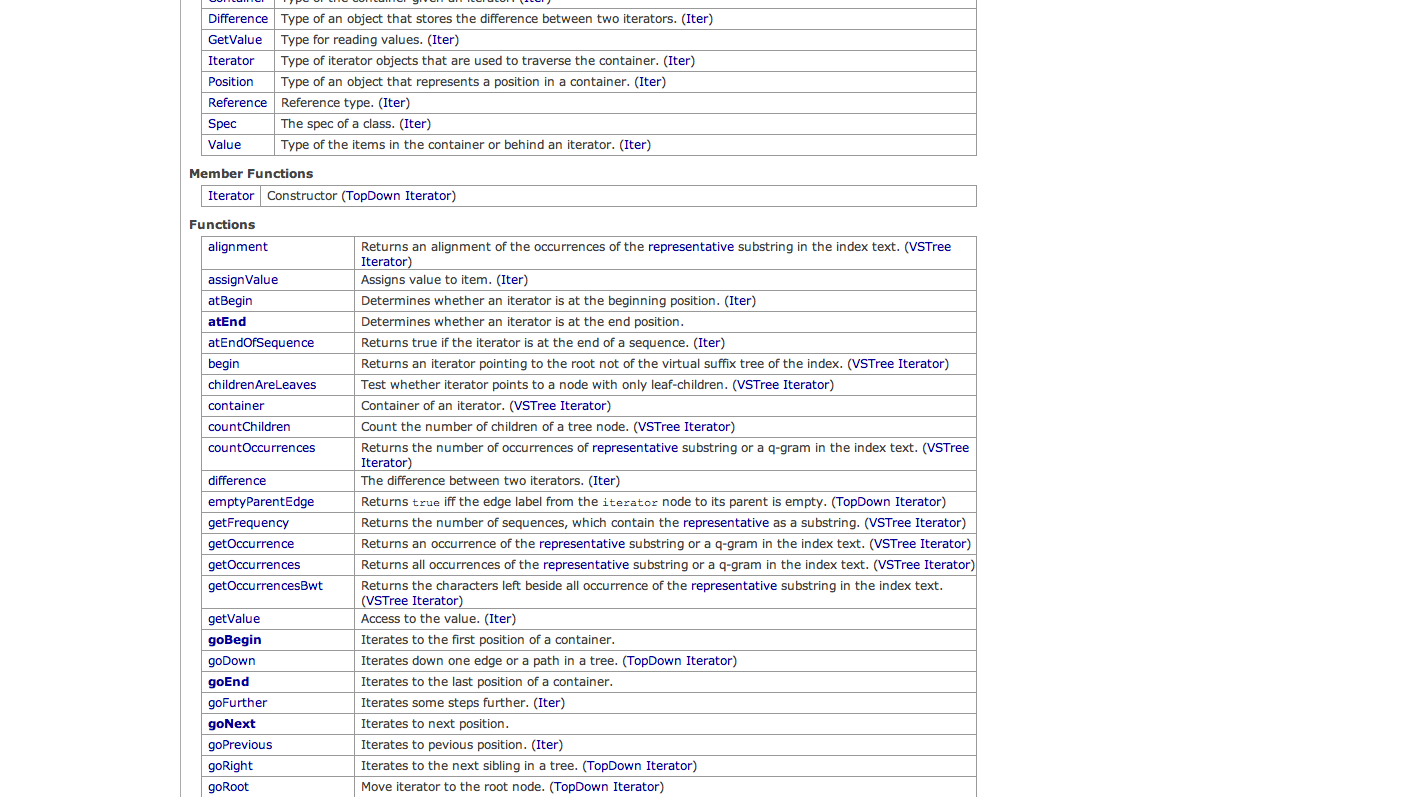 Container Type of the container given an iterator. (Iter)
Difference Type of an object that stores the difference between two iterators. (Iter)
GetValue Type for reading values. (Iter)
Iterator Type of iterator objects that are used to traverse the container. (Iter)
Position Type of an object that represents a position in a container. (Iter)
Reference Reference type. (Iter)
Spec The spec of a class. (Iter)
Value Type of the items in the container or behind an iterator. (Iter)
Member Functions
Iterator Constructor (TopDown Iterator)
Functions
alignment Returns an alignment of the occurrences of the representative substring in the index text. (VSTree
Iterator)
assignValue Assigns value to item. (Iter)
atBegin Determines whether an iterator is at the beginning position. (Iter)
atEnd Determines whether an iterator is at the end position.
atEndOfSequence Returns true if the iterator is at the end of a sequence. (Iter)
begin Returns an iterator pointing to the root not of the virtual suffix tree of the index. (VSTree Iterator)
childrenAreLeaves Test whether iterator points to a node with only leaf-children. (VSTree Iterator)
container Container of an iterator. (VSTree Iterator)
countChildren Count the number of children of a tree node. (VSTree Iterator)
countOccurrences Returns the number of occurrences of representative substring or a q-gram in the index text. (VSTree
Iterator)
difference The difference between two iterators. (Iter)
emptyParentEdge Returns true iff the edge label from the iterator node to its parent is empty. (TopDown Iterator)
getFrequency Returns the number of sequences, which contain the representative as a substring. (VSTree Iterator)
getOccurrence Returns an occurrence of the representative substring or a q-gram in the index text. (VSTree Iterator)
getOccurrences Returns all occurrences of the representative substring or a q-gram in the index text. (VSTree Iterator)
getOccurrencesBwt Returns the characters left beside all occurrence of the representative substring in the index text.
(VSTree Iterator)
getValue Access to the value. (Iter)
goBegin Iterates to the first position of a container.
goDown Iterates down one edge or a path in a tree. (TopDown Iterator)
goEnd Iterates to the last position of a container.
goFurther Iterates some steps further. (Iter)
goNext Iterates to next position.
goPrevious Iterates to pevious position. (Iter)
goRight Iterates to the next sibling in a tree. (TopDown Iterator)
goRoot Move iterator to the root node. (TopDown Iterator)